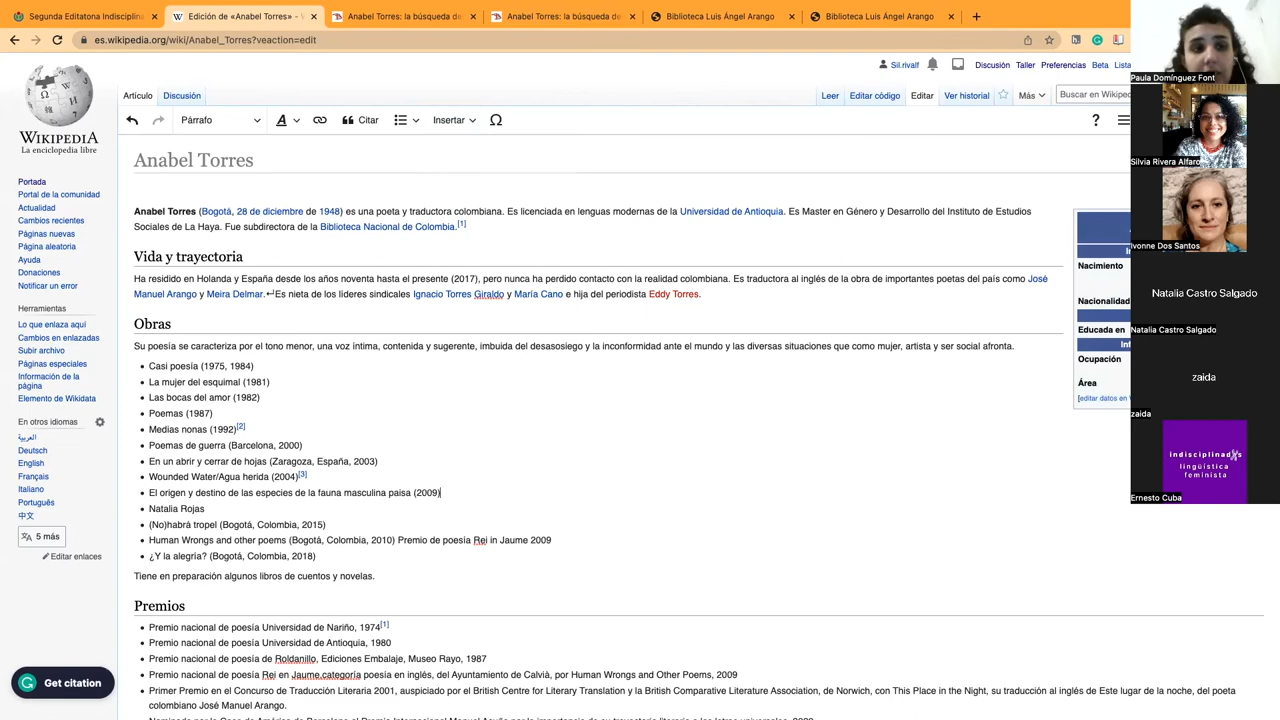 Segunda Editatona Indisciplina
Edición de «Anabel Torres» -
Anabel Torres: la búsqueda de
Anabel Torres: la búsqueda de
Biblioteca Luis Ángel Arango
Biblioteca Luis Ángel Arango
es.wikipedia.org/wiki/Anabel_Torres?veaction=edit
Sil.rivalf Discusión Taller Preferencias Beta Lista
Artículo Discusión Leer Editar código Editar Ver historial Más Buscar en Wikiped
Párrafo A Citar Insertar Ω ?
WIKIPEDIA
La enciclopedia libre
Portada
Portal de la comunidad
Actualidad
Cambios recientes
Páginas nuevas
Página aleatoria
Ayuda
Donaciones
Notificar un error
Herramientas
Lo que enlaza aquí
Cambios en enlazadas
Subir archivo
Páginas especiales
Información de la
página
Elemento de Wikidata
En otros idiomas
العربية
Deutsch
English
Français
Italiano
Português
中文
5 más
Editar enlaces
Get citation
Anabel Torres
Anabel Torres (Bogotá, 28 de diciembre de 1948) es una poeta y traductora colombiana. Es licenciada en lenguas modernas de la Universidad de Antioquia. Es Master en Género y Desarrollo del Instituto de Estudios
Sociales de La Haya. Fue subdirectora de la Biblioteca Nacional de Colombia.[1]
Vida y trayectoria
Ha residido en Holanda y España desde los años noventa hasta el presente (2017), pero nunca ha perdido contacto con la realidad colombiana. Es traductora al inglés de la obra de importantes poetas del país como José
Manuel Arango y Meira Delmar.↵Es nieta de los líderes sindicales Ignacio Torres Giraldo y María Cano e hija del periodista Eddy Torres.
Obras
Su poesía se caracteriza por el tono menor, una voz íntima, contenida y sugerente, imbuida del desasosiego y la inconformidad ante el mundo y las diversas situaciones que como mujer, artista y ser social afronta.
• Casi poesía (1975, 1984)
• La mujer del esquimal (1981)
• Las bocas del amor (1982)
• Poemas (1987)
• Medias nonas (1992)[2]
• Poemas de guerra (Barcelona, 2000)
• En un abrir y cerrar de hojas (Zaragoza, España, 2003)
• Wounded Water/Agua herida (2004)[3]
• El origen y destino de las especies de la fauna masculina paisa (2009)
• Natalia Rojas
• (No)habrá tropel (Bogotá, Colombia, 2015)
• Human Wrongs and other poems (Bogotá, Colombia, 2010) Premio de poesía Rei in Jaume 2009
• ¿Y la alegría? (Bogotá, Colombia, 2018)
Tiene en preparación algunos libros de cuentos y novelas.
Premios
• Premio nacional de poesía Universidad de Nariño, 1974[1]
• Premio nacional de poesía Universidad de Antioquia, 1980
• Premio nacional de poesía de Roldanillo, Ediciones Embalaje, Museo Rayo, 1987
• Premio nacional de poesía Rei en Jaume,categoría poesía en inglés, del Ayuntamiento de Calvià, por Human Wrongs and Other Poems, 2009
• Primer Premio en el Concurso de Traducción Literaria 2001, auspiciado por el British Centre for Literary Translation y la British Comparative Literature Association, de Norwich, con This Place in the Night, su traducción al inglés de Este lugar de la noche, del poeta
colombiano José Manuel Arango.
Nacimiento
Nacionalidad
Educada en
Ocupación
Área
[editar datos en
Paula Domínguez Font
Silvia Rivera Alfaro
Ivonne Dos Santos
Natalia Castro Salgado
Natalia Castro Salgado
zaida
zaida
indisciplinadxs
lingüística
feminista
Ernesto Cuba